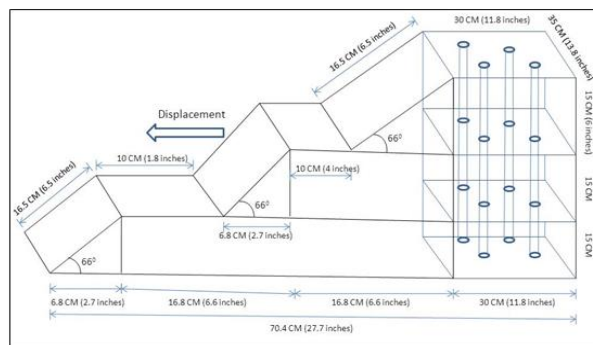 30 CM (11.8 inches)
35 CM (13.8 inches)
16.5 CM (6.5 inches)
15 CM (6 inches)
Displacement
66⁰
10 CM (1.8 inches)
10 CM (4 inches)
16.5 CM (6.5 inches)
15 CM
66⁰
6.8 CM (2.7 inches)
15 CM
66⁰
6.8 CM (2.7 inches)
16.8 CM (6.6 inches)
16.8 CM (6.6 inches)
30 CM (11.8 inches)
70.4 CM (27.7 inches)